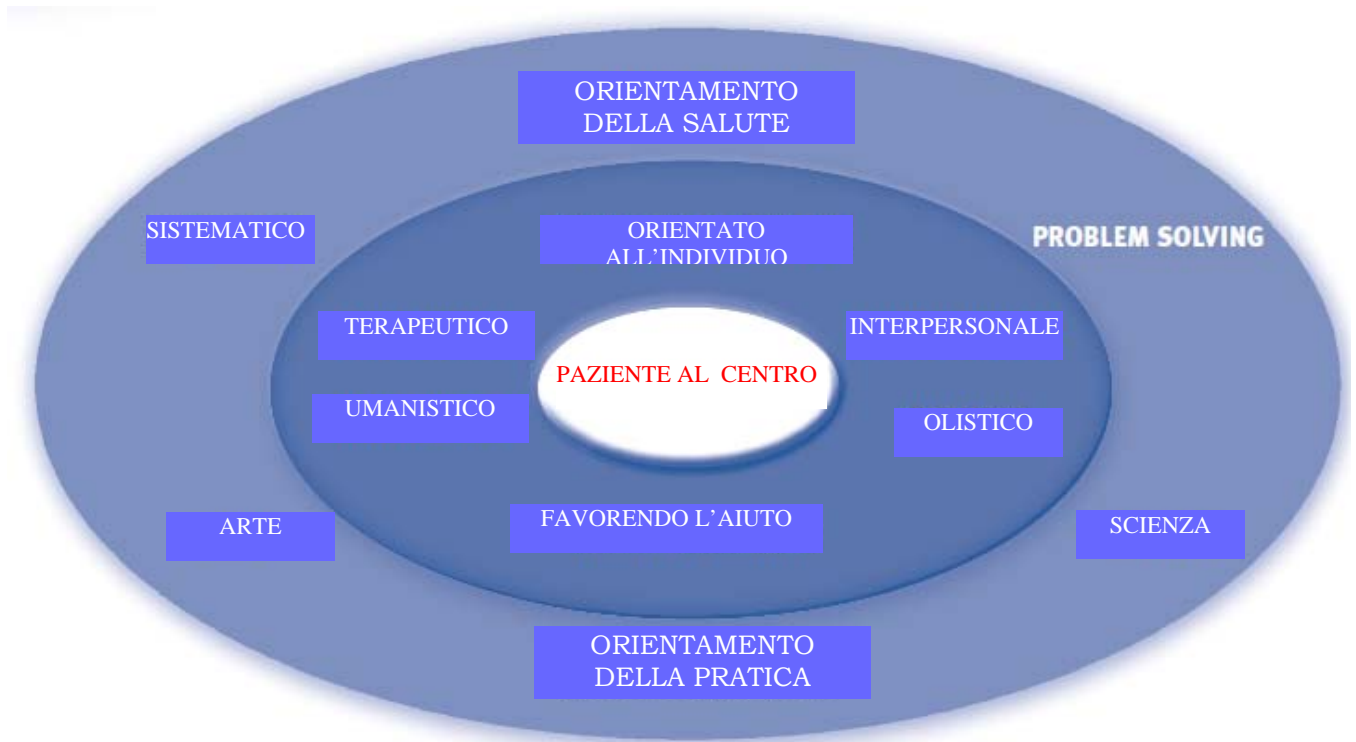 ORIENTAMENTO
DELLA SALUTE
SISTEMATICO
ORIENTATO
ALL’INDIVIDUO
PROBLEM SOLVING
TERAPEUTICO
INTERPERSONALE
PAZIENTE AL CENTRO
UMANISTICO
OLISTICO
FAVORENDO L’AIUTO
ARTE
SCIENZA
ORIENTAMENTO
DELLA PRATICA